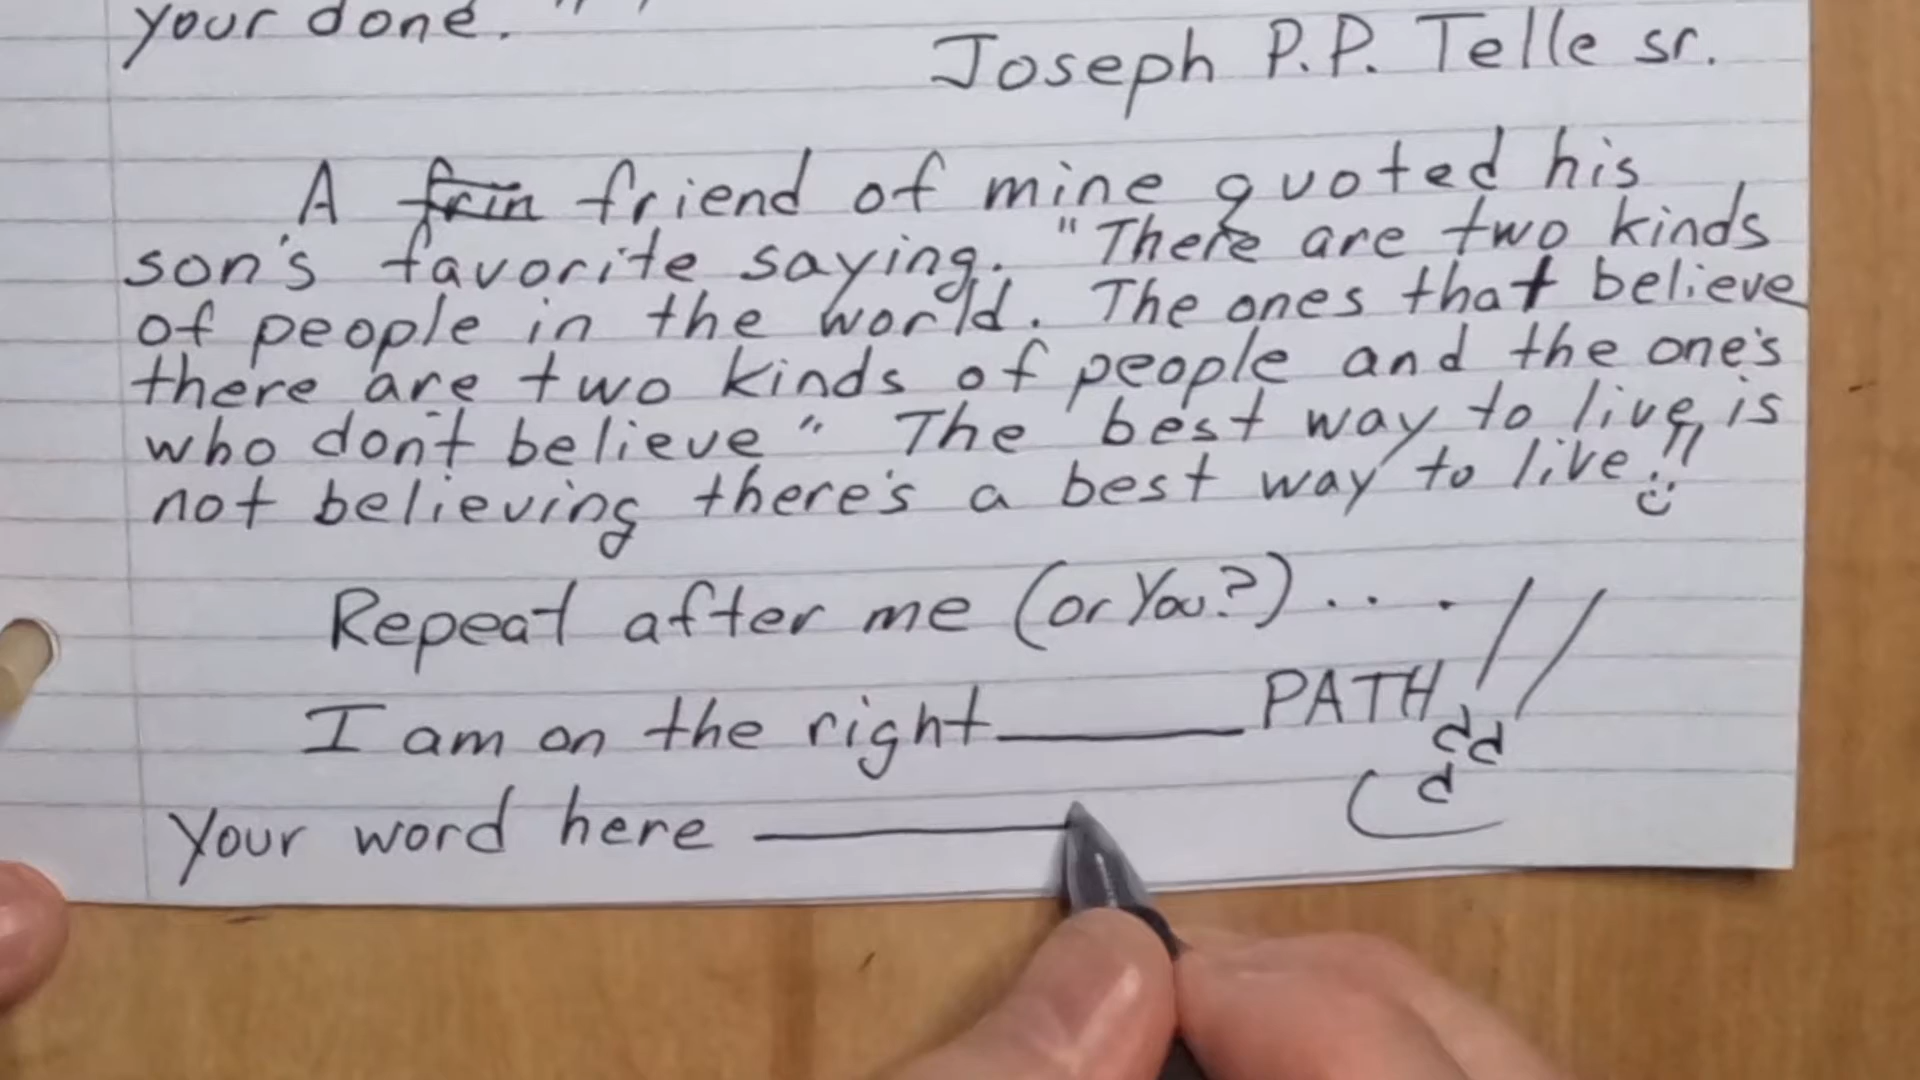 your done."
Joseph P.P. Telle sr.
A frin friend of mine quoted his
son's favorite saying. "There are two kinds
of people in the world. The ones that believe
there are two kinds of people and the one's
who don't believe" The best way to live, is
not believing there's a best way to live!!
Repeat after me (or You?)....
I am on the right ______ PATH!!
Your word here ______